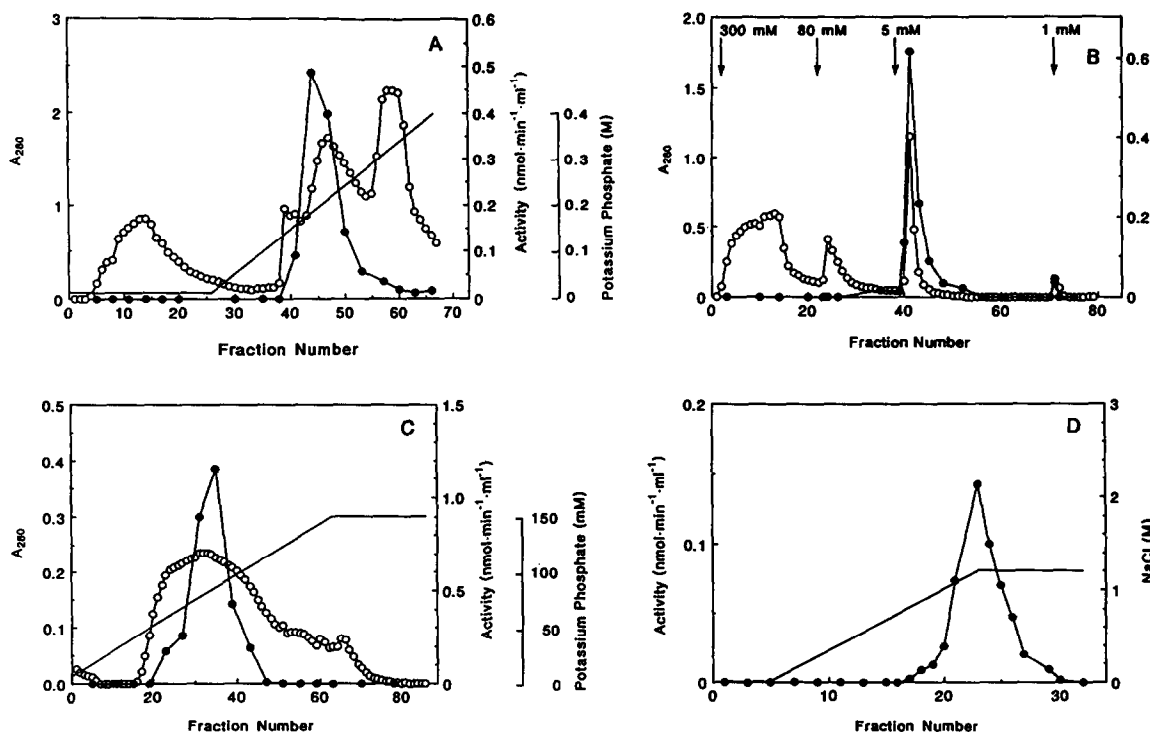 A
3
2
1
0
A280
0.6
0.5
0.4
0.3
0.2
0.1
0
Activity (nmol·min-1·ml-1)
0.4
0.3
0.2
0.1
0
Potassium Phosphate (M)
0 10 20 30 40 50 60 70
Fraction Number
B
300 mM 80 mM 5 mM 1 mM
2.0
1.5
1.0
0.5
0.0
A280
0.6
0.4
0.2
0
0 20 40 60 80
Fraction Number
C
0.5
0.4
0.3
0.2
0.1
0.0
A280
1.5
1.0
0.5
0
Activity (nmol·min-1·ml-1)
150
100
50
0
Potassium Phosphate (mM)
0 20 40 60 80
Fraction Number
D
0.2
0.1
0
Activity (nmol·min-1·ml-1)
3
2
1
0
NaCl (M)
0 10 20 30
Fraction Number